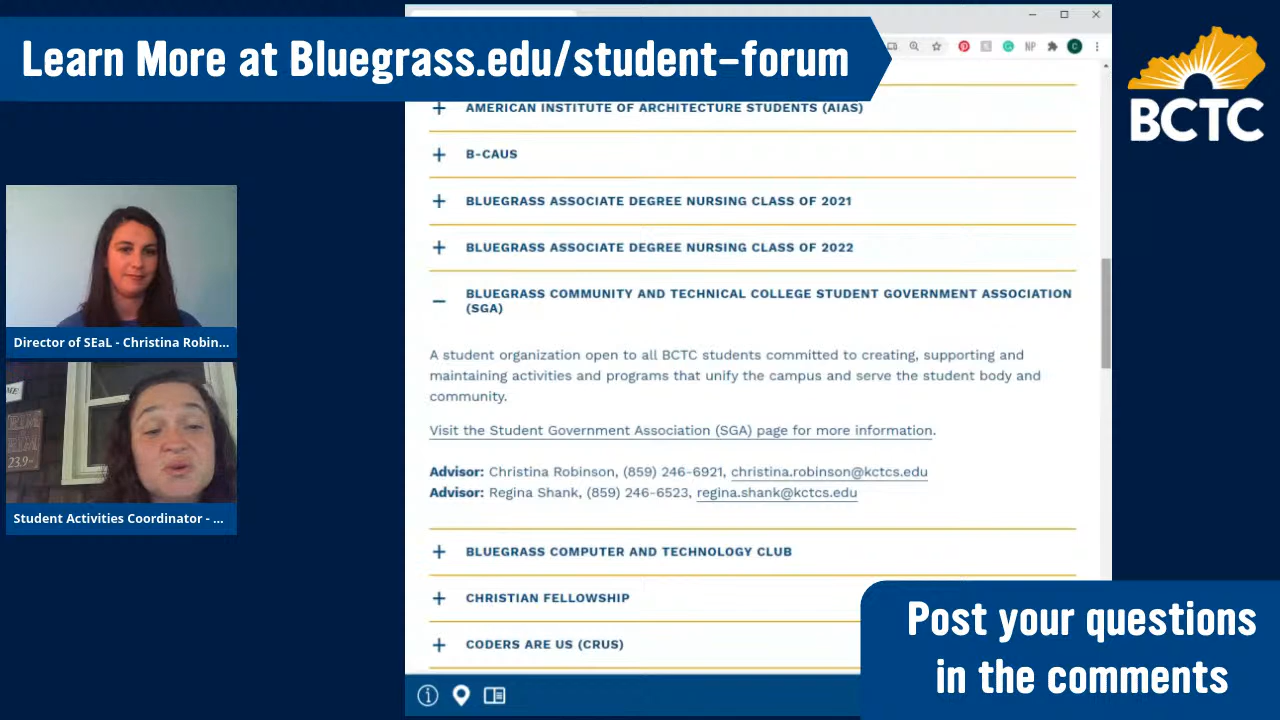 Learn More at Bluegrass.edu/student-forum
BCTC
NP
C
AMERICAN INSTITUTE OF ARCHITECTURE STUDENTS (AIAS)
B-CAUS
BLUEGRASS ASSOCIATE DEGREE NURSING CLASS OF 2021
BLUEGRASS ASSOCIATE DEGREE NURSING CLASS OF 2022
BLUEGRASS COMMUNITY AND TECHNICAL COLLEGE STUDENT GOVERNMENT ASSOCIATION
(SGA)
A student organization open to all BCTC students committed to creating, supporting and
maintaining activities and programs that unify the campus and serve the student body and
community.
Visit the Student Government Association (SGA) page for more information.
Advisor: Christina Robinson, (859) 246-6921, christina.robinson@kctcs.edu
Advisor: Regina Shank, (859) 246-6523, regina.shank@kctcs.edu
BLUEGRASS COMPUTER AND TECHNOLOGY CLUB
CHRISTIAN FELLOWSHIP
CODERS ARE US (CRUS)
Director of SEaL - Christina Robin...
23.9
Student Activities Coordinator - ...
Post your questions
in the comments